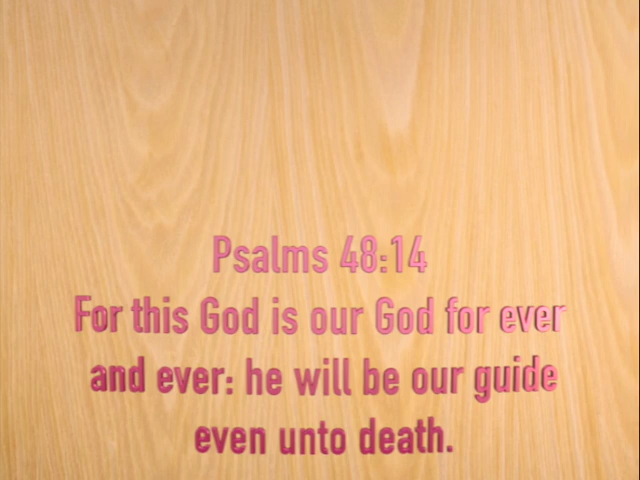 Psalms 48:14
For this God is our God for ever
and ever: he will be our guide
even unto death.